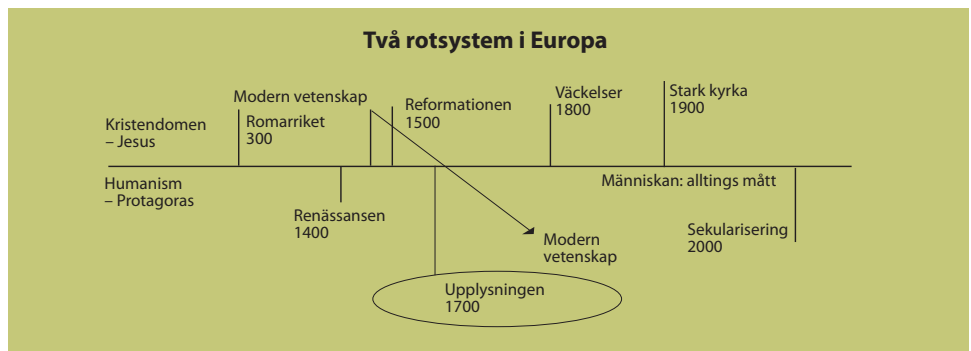 Två rotsystem i Europa
Modern vetenskap
Kristendomen
– Jesus
Romarriket
300
Reformationen
1500
Väckelser
1800
Stark kyrka
1900
Humanism
– Protagoras
Renässansen
1400
Människan: alltings mått
Modern
vetenskap
Sekularisering
2000
Upplysningen
1700